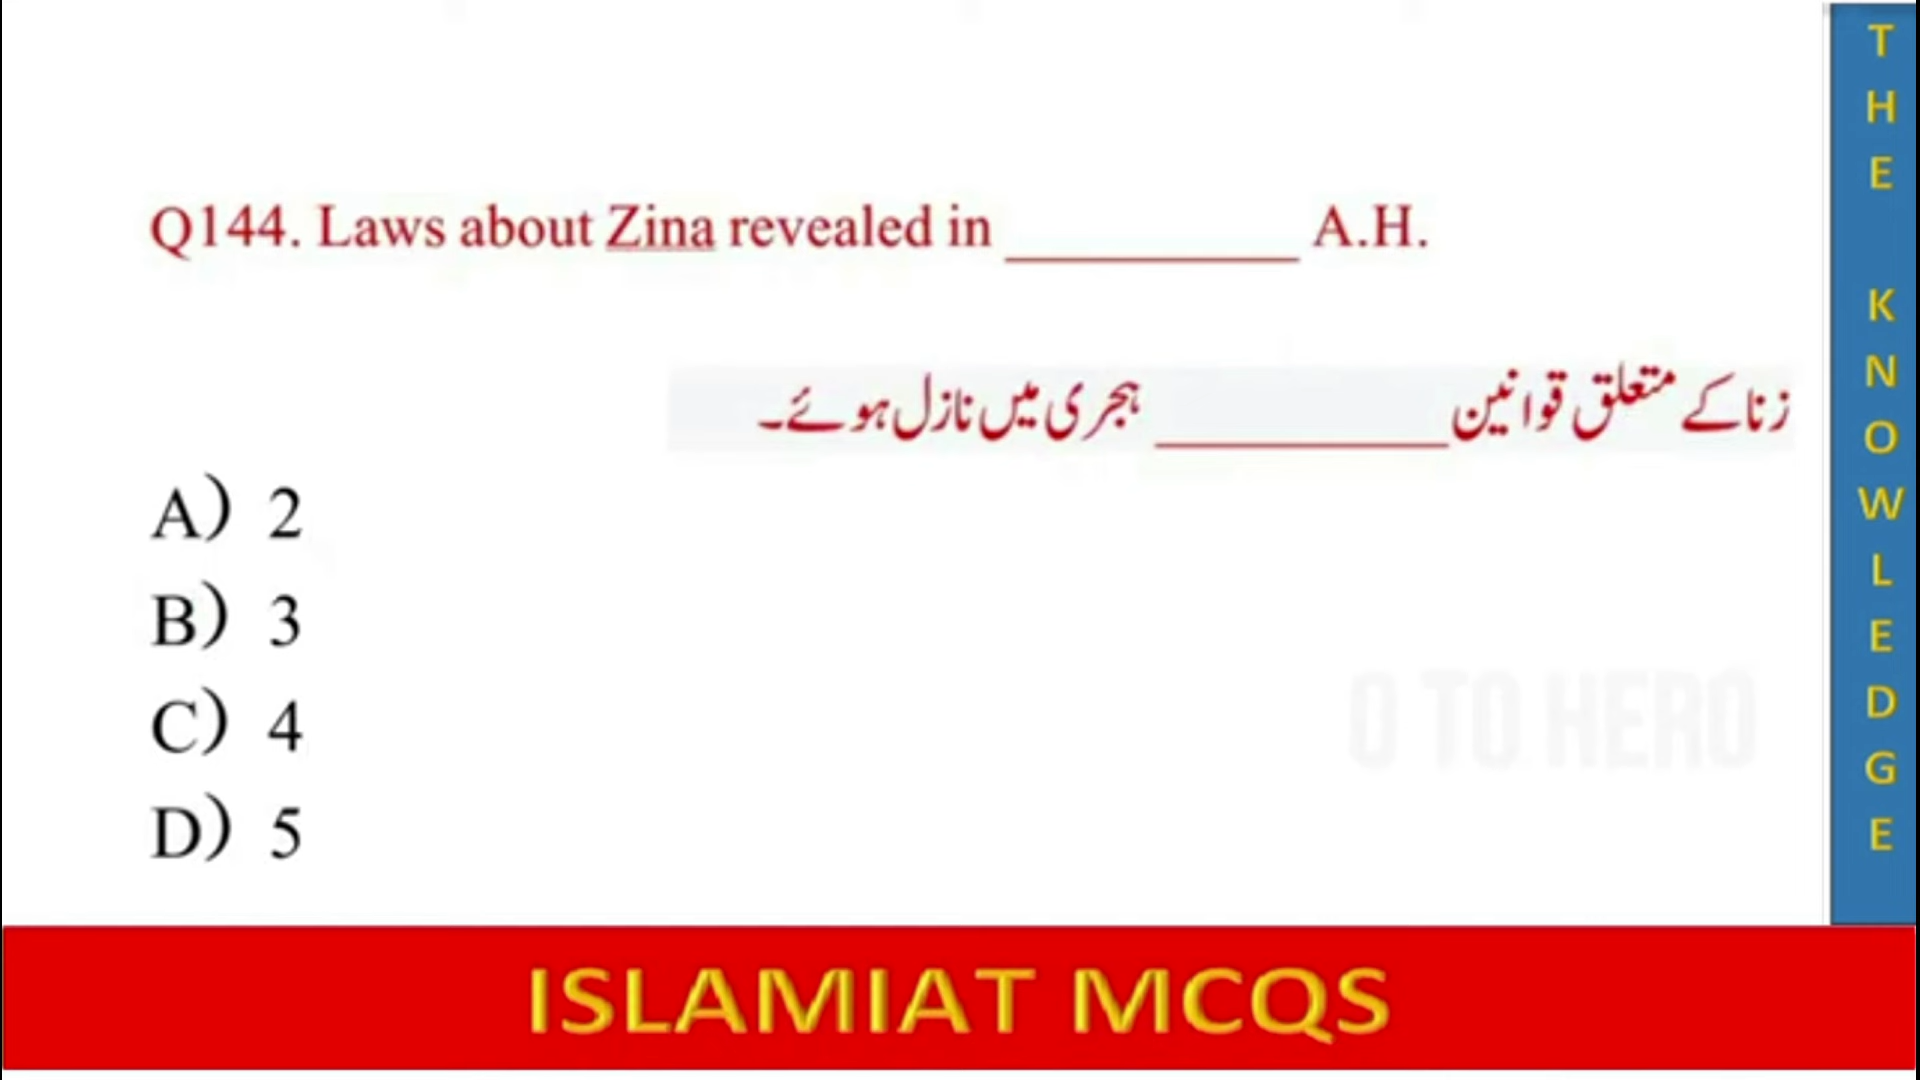 Q144. Laws about Zina revealed in __________ A.H.
زنا کے متعلق قوانین __________ ہجری میں نازل ہوئے۔
A) 2
B) 3
C) 4
D) 5
0 TO HERO
ISLAMIAT MCQS
THE KNOWLEDGE